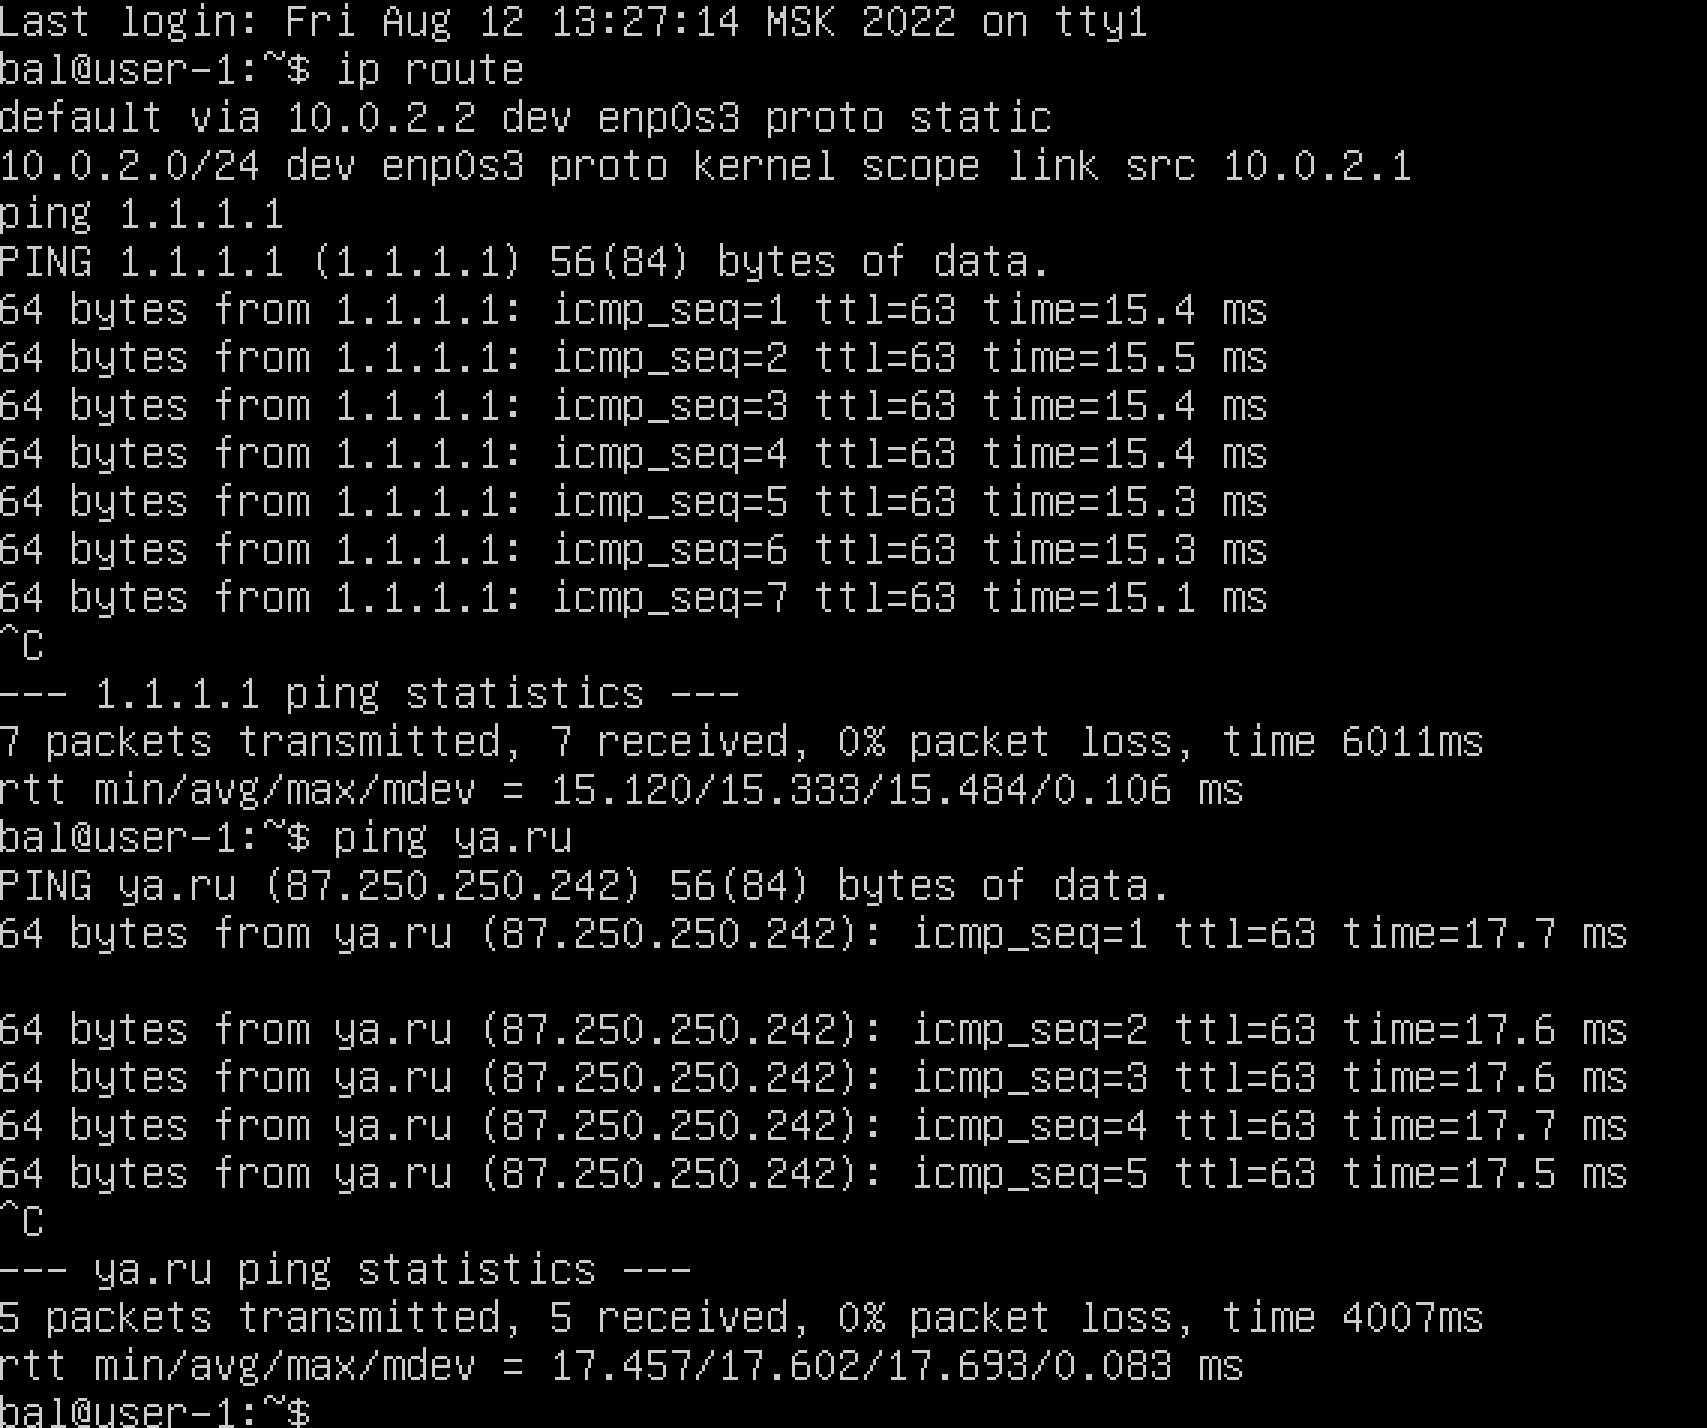 Last login: Fri Aug 12 13:27:14 MSK 2022 on tty1
bal@user-1:~$ ip route
default via 10.0.2.2 dev enp0s3 proto static
10.0.2.0/24 dev enp0s3 proto kernel scope link src 10.0.2.1
ping 1.1.1.1
PING 1.1.1.1 (1.1.1.1) 56(84) bytes of data.
64 bytes from 1.1.1.1: icmp_seq=1 ttl=63 time=15.4 ms
64 bytes from 1.1.1.1: icmp_seq=2 ttl=63 time=15.5 ms
64 bytes from 1.1.1.1: icmp_seq=3 ttl=63 time=15.4 ms
64 bytes from 1.1.1.1: icmp_seq=4 ttl=63 time=15.4 ms
64 bytes from 1.1.1.1: icmp_seq=5 ttl=63 time=15.3 ms
64 bytes from 1.1.1.1: icmp_seq=6 ttl=63 time=15.3 ms
64 bytes from 1.1.1.1: icmp_seq=7 ttl=63 time=15.1 ms
^C
--- 1.1.1.1 ping statistics ---
7 packets transmitted, 7 received, 0% packet loss, time 6011ms
rtt min/avg/max/mdev = 15.120/15.333/15.484/0.106 ms
bal@user-1:~$ ping ya.ru
PING ya.ru (87.250.250.242) 56(84) bytes of data.
64 bytes from ya.ru (87.250.250.242): icmp_seq=1 ttl=63 time=17.7 ms
64 bytes from ya.ru (87.250.250.242): icmp_seq=2 ttl=63 time=17.6 ms
64 bytes from ya.ru (87.250.250.242): icmp_seq=3 ttl=63 time=17.6 ms
64 bytes from ya.ru (87.250.250.242): icmp_seq=4 ttl=63 time=17.7 ms
64 bytes from ya.ru (87.250.250.242): icmp_seq=5 ttl=63 time=17.5 ms
^C
--- ya.ru ping statistics ---
5 packets transmitted, 5 received, 0% packet loss, time 4007ms
rtt min/avg/max/mdev = 17.457/17.602/17.693/0.083 ms
bal@user-1:~$